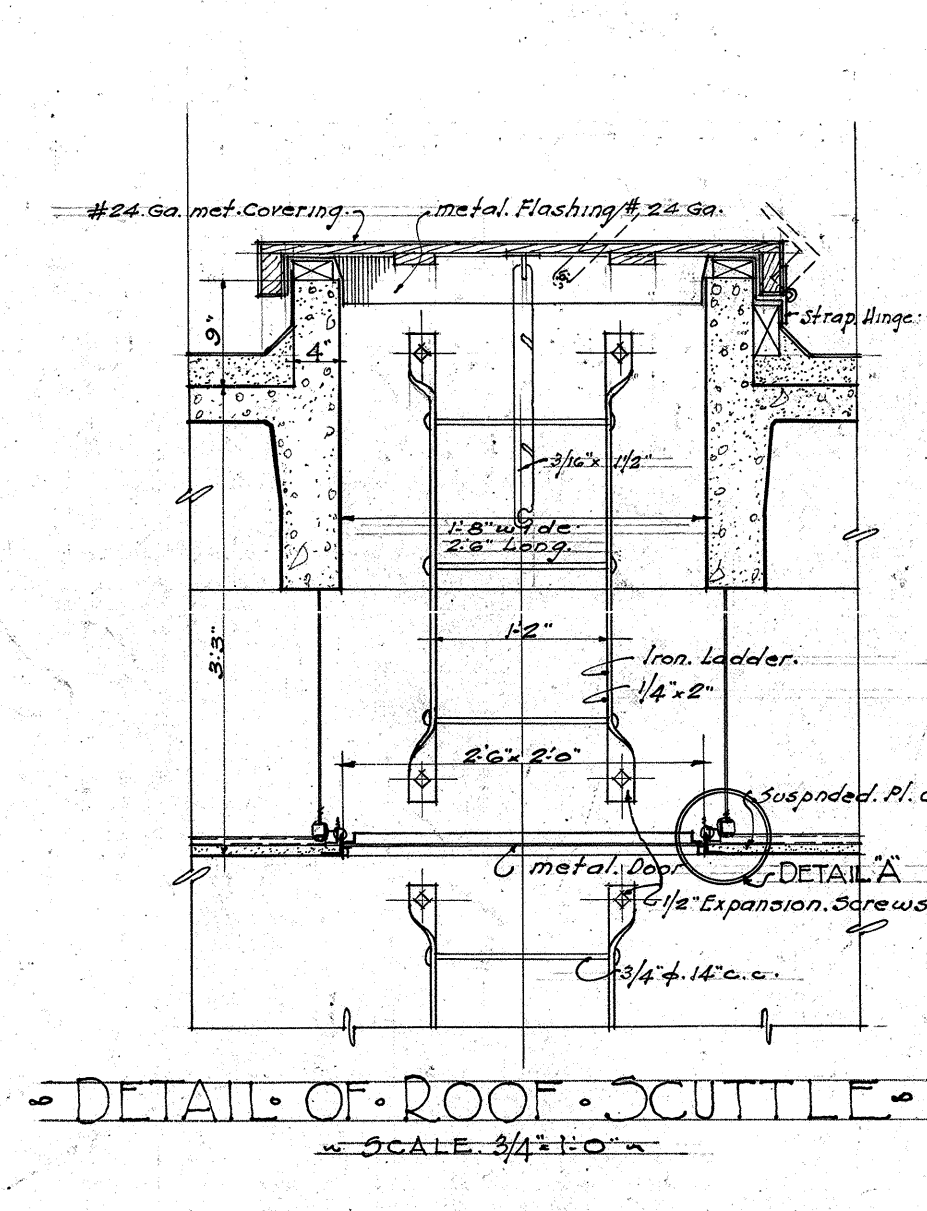 #24.Ga.met.Covering.
metal. Flashing # 24 Ga.
Strap Hinge.
9"
4"
3/16" x 1 1/2"
1'-8" wide.
2'-6" Long.
1'-2"
3'-3"
Iron. Ladder.
1/4" x 2"
2'-6" x 2'-0"
Suspnded. Pl.
metal. Door
DETAIL "A"
1/2" Expansion. Screws
3/4" ф. 14" c.c.
DETAIL · OF · ROOF · SCUTTLE
SCALE. 3/4" = 1'-0"